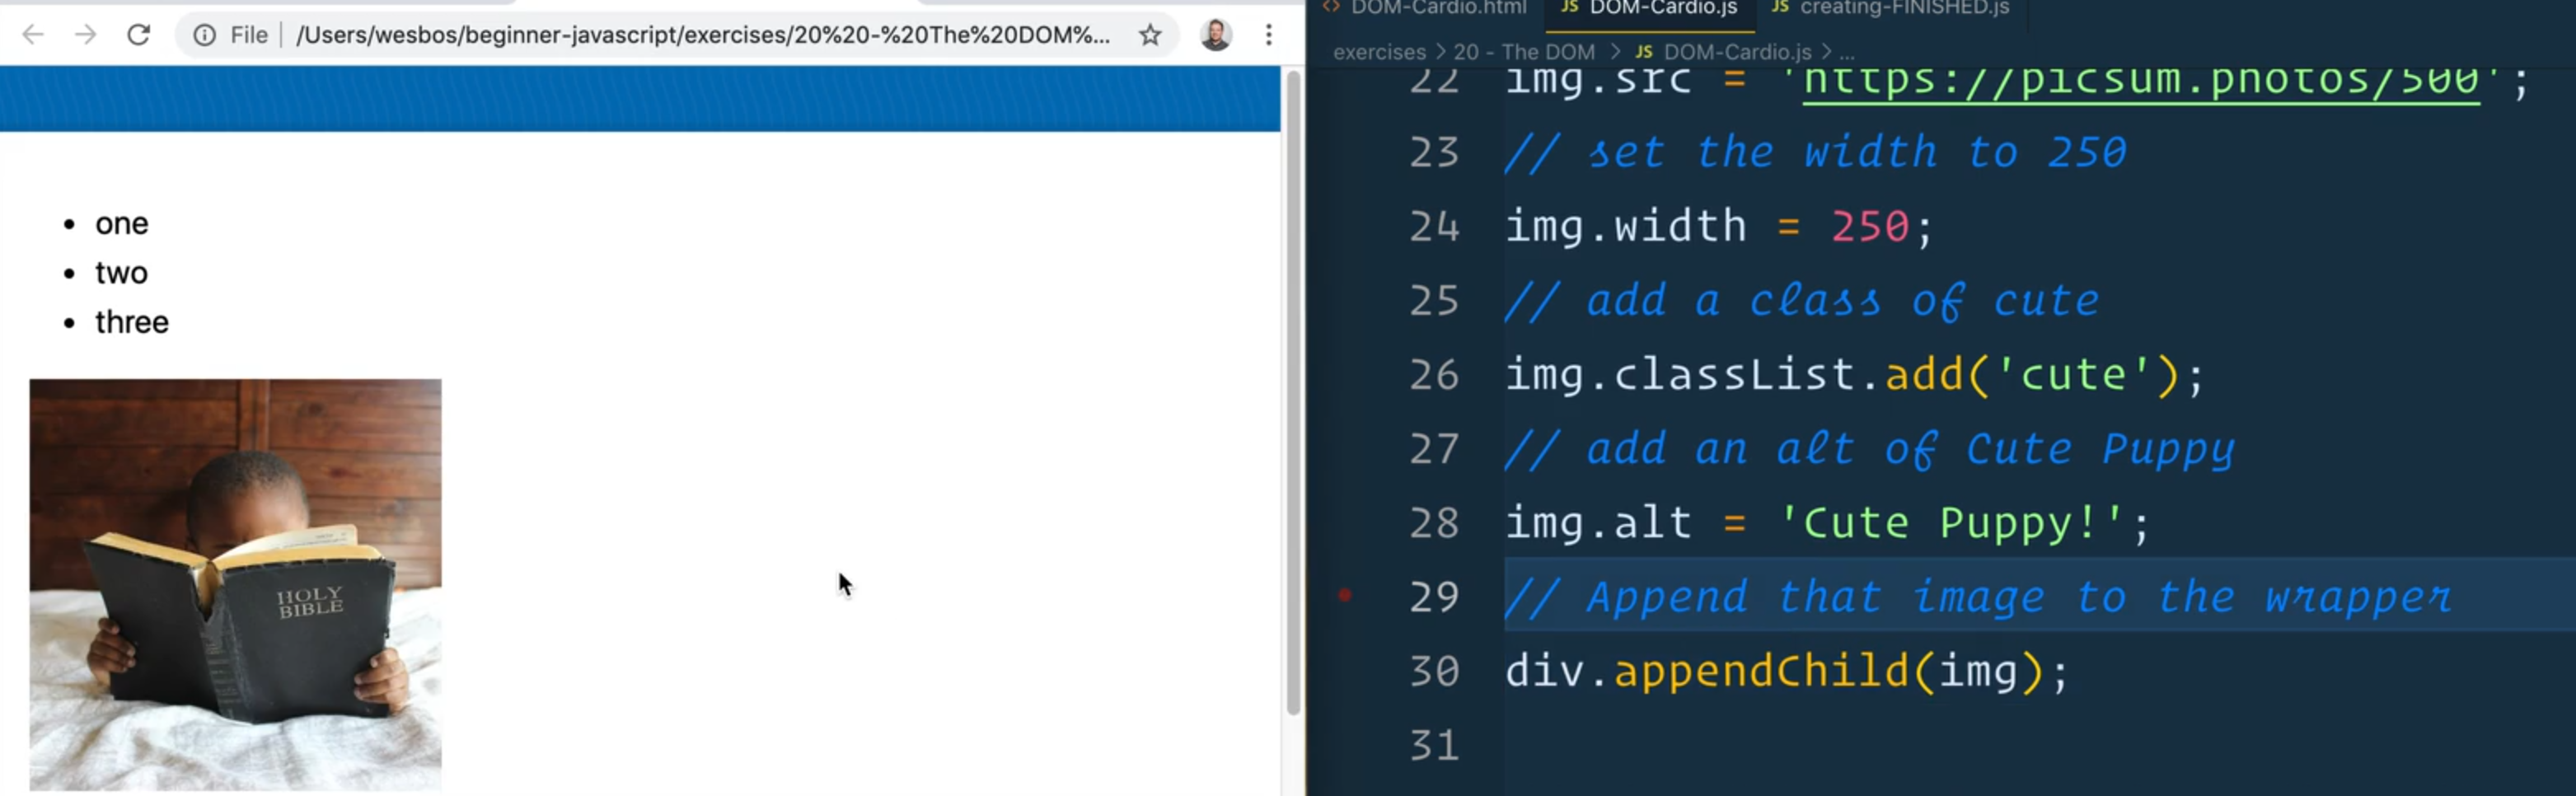 File /Users/wesbos/beginner-javascript/exercises/20%20-%20The%20DOM%...
one
two
three
HOLY
BIBLE
DOM-Cardio.html JS DOM-Cardio.js JS creating-FINISHED.js
exercises > 20 - The DOM > JS DOM-Cardio.js > ...
22 img.src = 'https://picsum.photos/500';
23 // set the width to 250
24 img.width = 250;
25 // add a class of cute
26 img.classList.add('cute');
27 // add an alt of Cute Puppy
28 img.alt = 'Cute Puppy!';
29 // Append that image to the wrapper
30 div.appendChild(img);
31